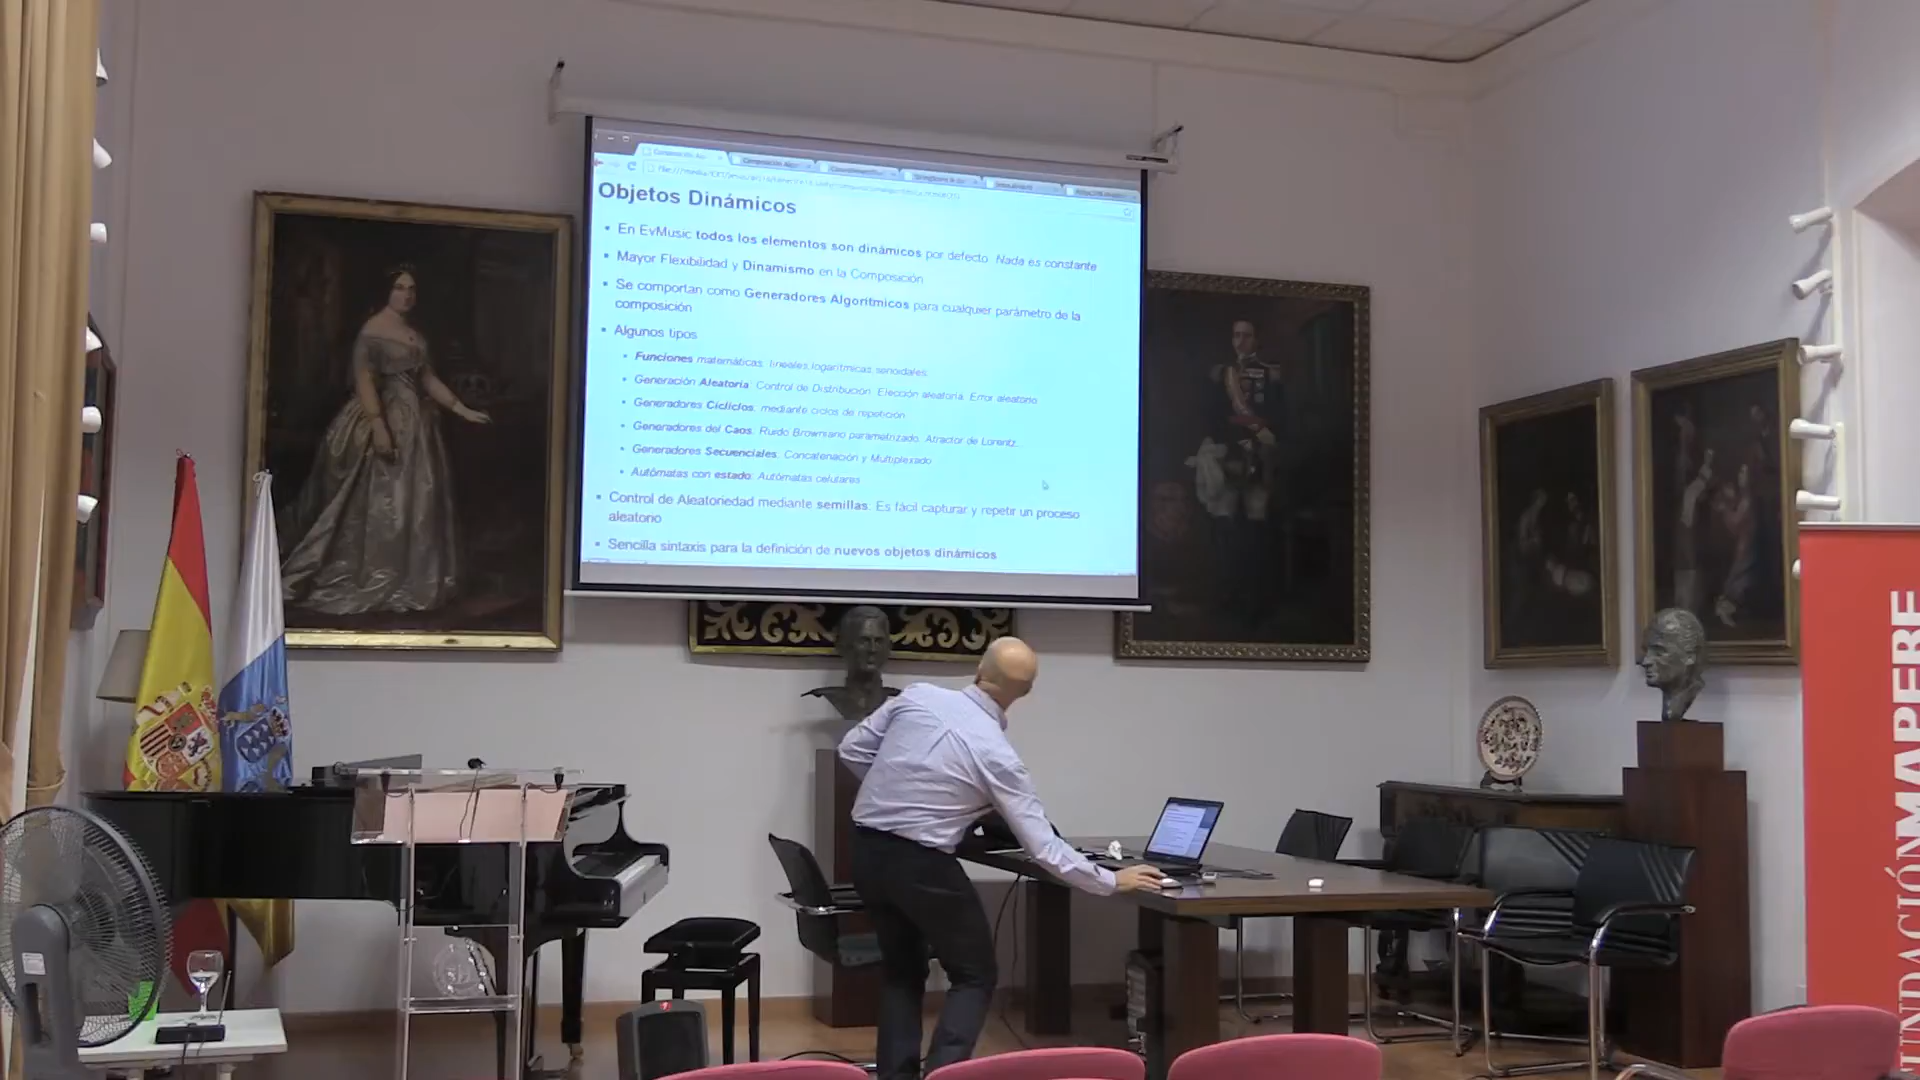 Objetos Dinámicos
En EvMusic todos los elementos son dinámicos por defecto. Nada es constante
Mayor Flexibilidad y Dinamismo en la Composición
Se comportan como Generadores Algorítmicos para cualquier parámetro de la
composición
Algunos tipos
Funciones matemáticas: lineales, logarítmicas, senoidales.
Generación Aleatoria: Control de Distribución. Elección aleatoria. Error aleatorio
Generadores Cicliclos: mediante ciclos de repetición.
Generadores del Caos: Ruido Browniano parametrizado. Atractor de Lorentz...
Generadores Secuenciales: Concatenación y Multiplexado
Autómatas con estado: Autómatas celulares
Control de Aleatoriedad mediante semillas. Es fácil capturar y repetir un proceso
aleatorio
Sencilla sintaxis para la definición de nuevos objetos dinámicos
FUNDACIÓNMAPFRE